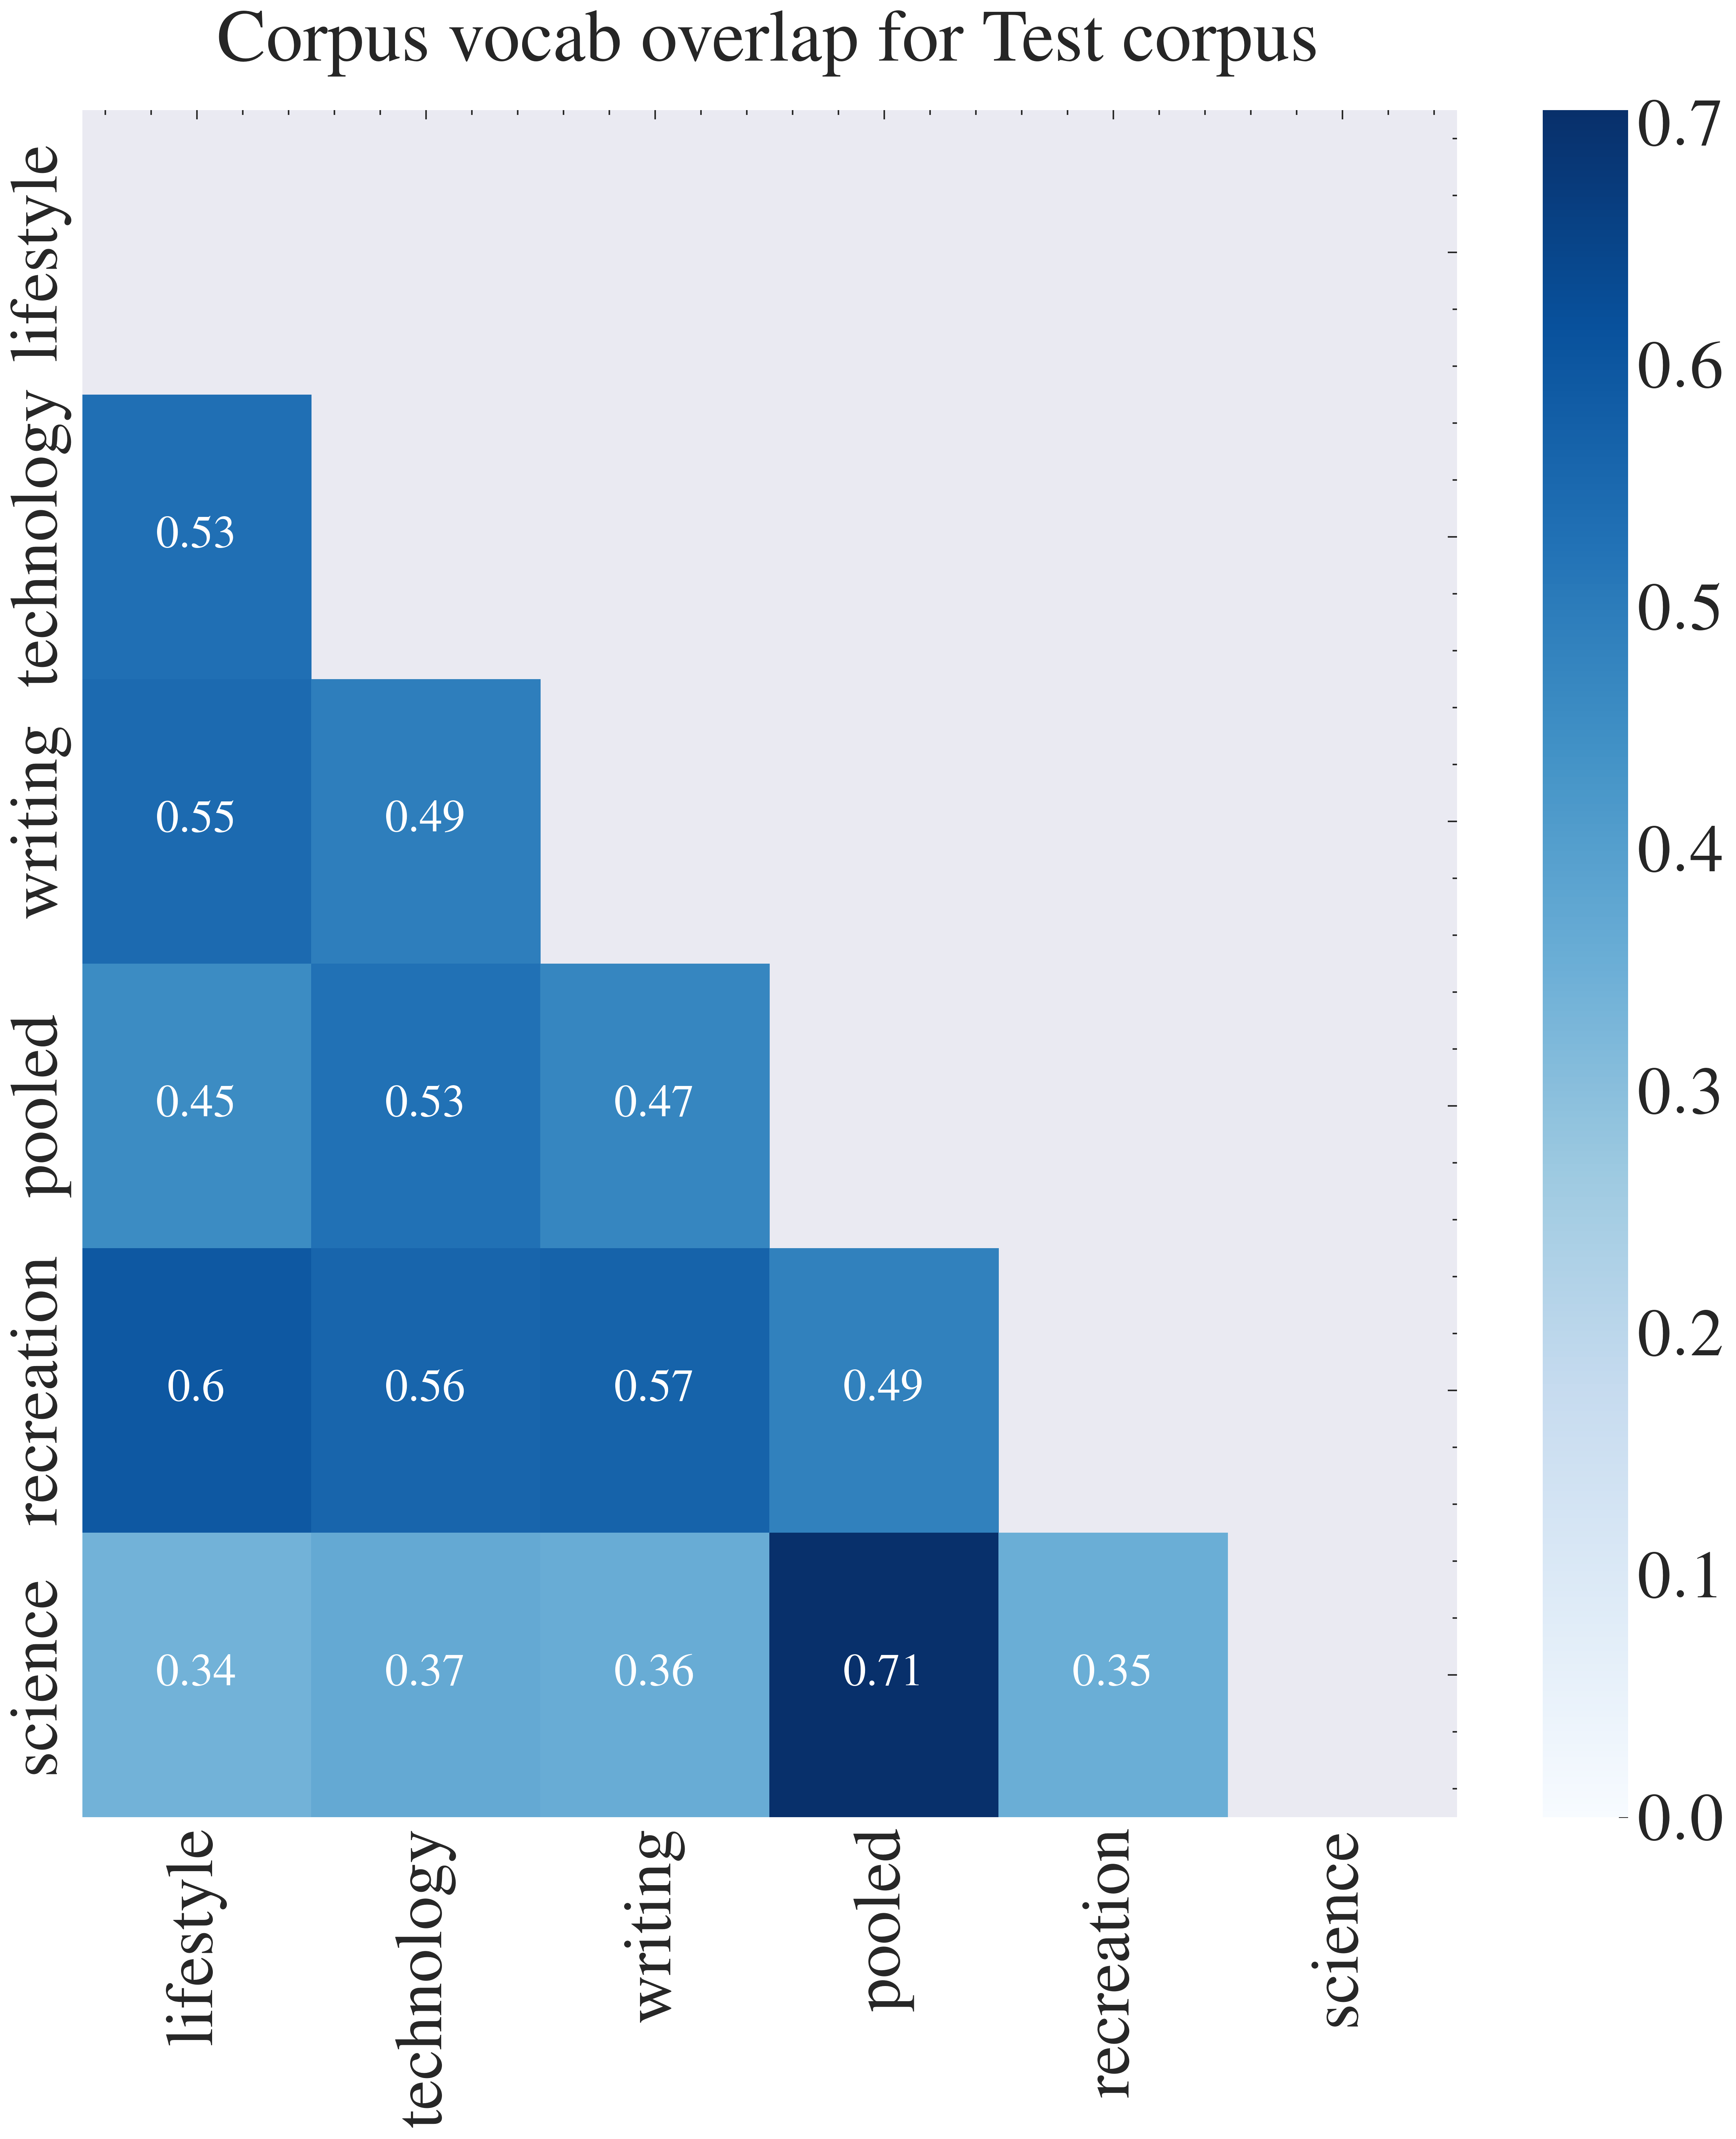 Corpus vocab overlap for Test corpus
lifestyle
technology
writing
pooled
recreation
science
0.53
0.55 0.49
0.45 0.53 0.47
0.6 0.56 0.57 0.49
0.34 0.37 0.36 0.71 0.35
lifestyle
technology
writing
pooled
recreation
science
0.7
0.6
0.5
0.4
0.3
0.2
0.1
0.0